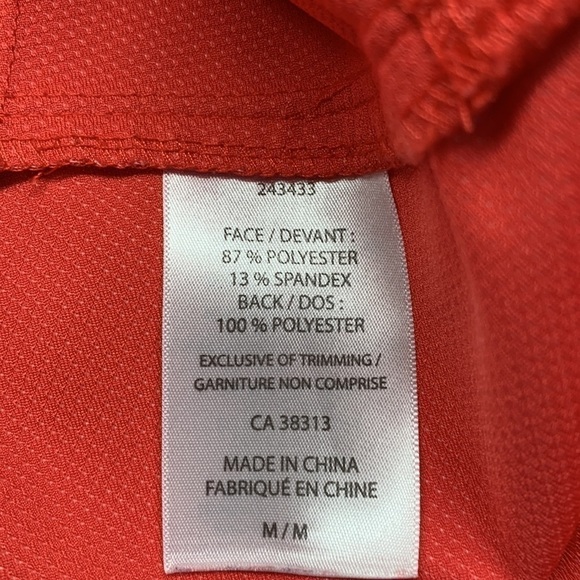 243433
FACE / DEVANT :
87 % POLYESTER
13 % SPANDEX
BACK / DOS :
100 % POLYESTER
EXCLUSIVE OF TRIMMING /
GARNITURE NON COMPRISE
CA 38313
MADE IN CHINA
FABRIQUÉ EN CHINE
M / M